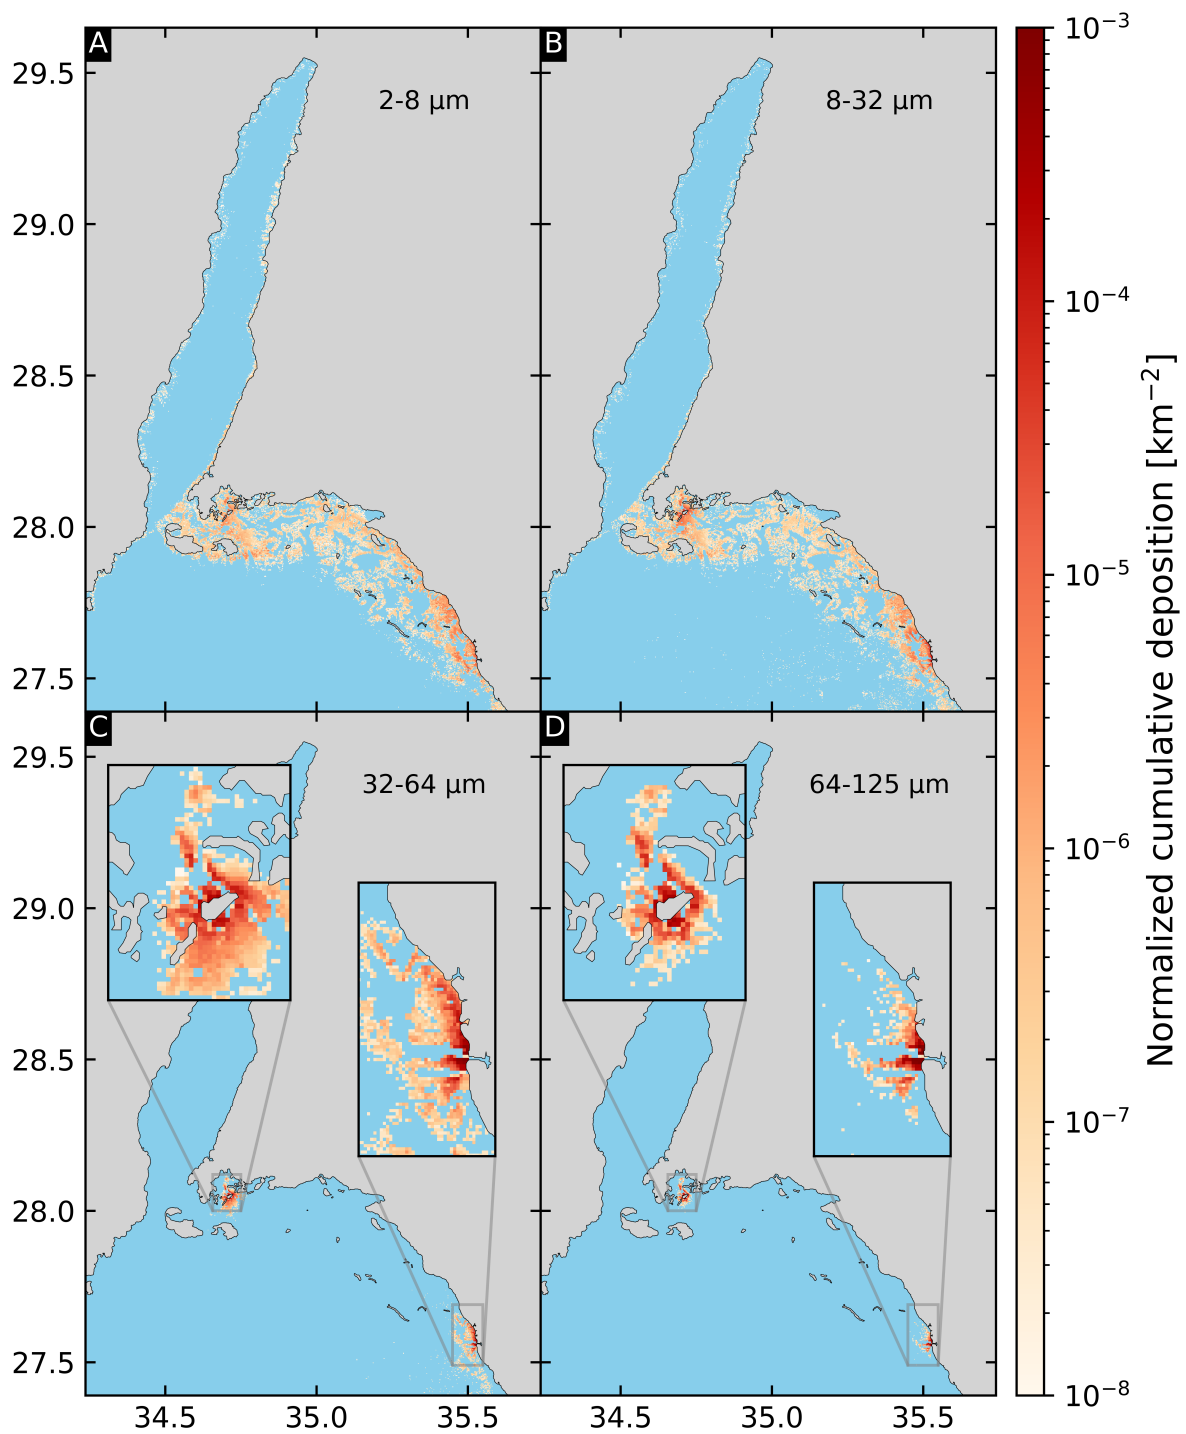 A
B
2-8 μm
8-32 μm
29.5
29.0
28.5
28.0
27.5
C
D
32-64 μm
64-125 μm
29.5
29.0
28.5
28.0
27.5
34.5
35.0
35.5
34.5
35.0
35.5
10⁻³
10⁻⁴
10⁻⁵
10⁻⁶
10⁻⁷
10⁻⁸
Normalized cumulative deposition [km⁻²]